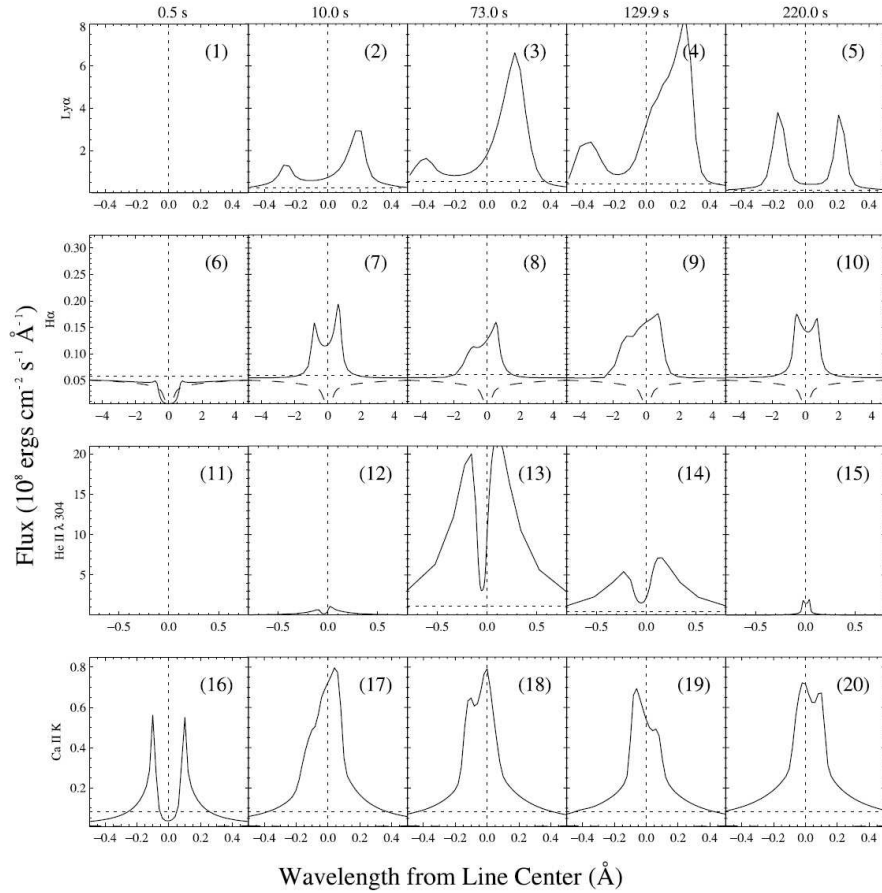 0.5 s 10.0 s 73.0 s 129.9 s 220.0 s
8
6
4
2
Lyα
(1) (2) (3) (4) (5)
−0.4 −0.2 0.0 0.2 0.4 −0.4 −0.2 0.0 0.2 0.4 −0.4 −0.2 0.0 0.2 0.4 −0.4 −0.2 0.0 0.2 0.4 −0.4 −0.2 0.0 0.2 0.4
0.30
0.25
0.20
0.15
0.10
0.05
Hα
(6) (7) (8) (9) (10)
−4 −2 0 2 4 −4 −2 0 2 4 −4 −2 0 2 4 −4 −2 0 2 4 −4 −2 0 2 4
20
15
10
5
He II λ 304
(11) (12) (13) (14) (15)
−0.5 0.0 0.5 −0.5 0.0 0.5 −0.5 0.0 0.5 −0.5 0.0 0.5 −0.5 0.0 0.5
0.8
0.6
0.4
0.2
Ca II K
(16) (17) (18) (19) (20)
−0.4 −0.2 0.0 0.2 0.4 −0.4 −0.2 0.0 0.2 0.4 −0.4 −0.2 0.0 0.2 0.4 −0.4 −0.2 0.0 0.2 0.4 −0.4 −0.2 0.0 0.2 0.4
Flux (10⁸ ergs cm⁻² s⁻¹ Å⁻¹)
Wavelength from Line Center (Å)